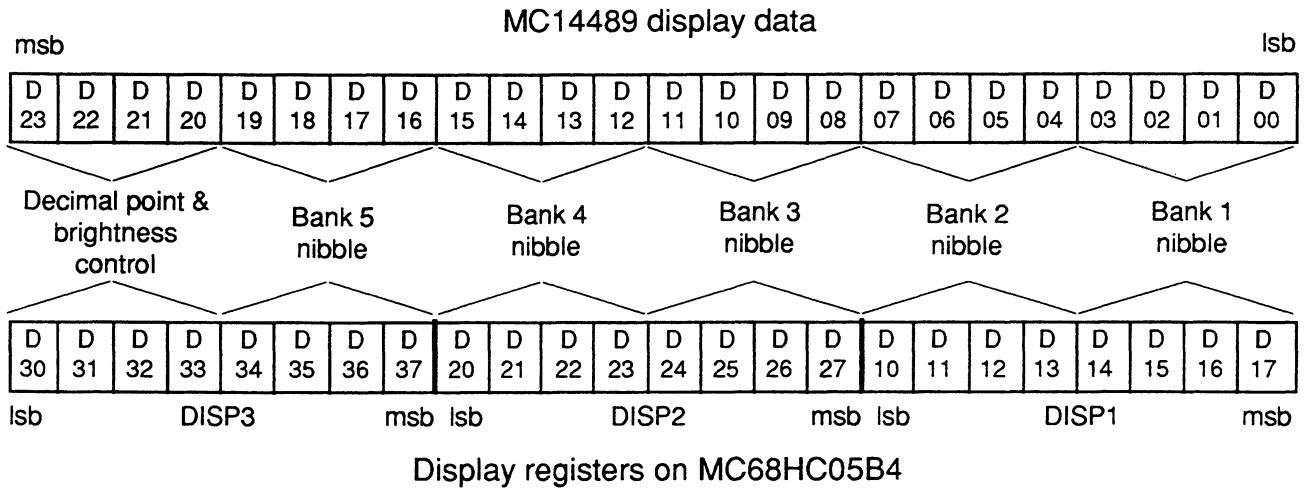 MC14489 display data
msb lsb
D D D D D D D D D D D D D D D D D D D D D D D D
23 22 21 20 19 18 17 16 15 14 13 12 11 10 09 08 07 06 05 04 03 02 01 00
Decimal point & Bank 5 Bank 4 Bank 3 Bank 2 Bank 1
brightness nibble nibble nibble nibble nibble
control
D D D D D D D D D D D D D D D D D D D D D D D D
30 31 32 33 34 35 36 37 20 21 22 23 24 25 26 27 10 11 12 13 14 15 16 17
lsb DISP3 msb lsb DISP2 msb lsb DISP1 msb
Display registers on MC68HC05B4